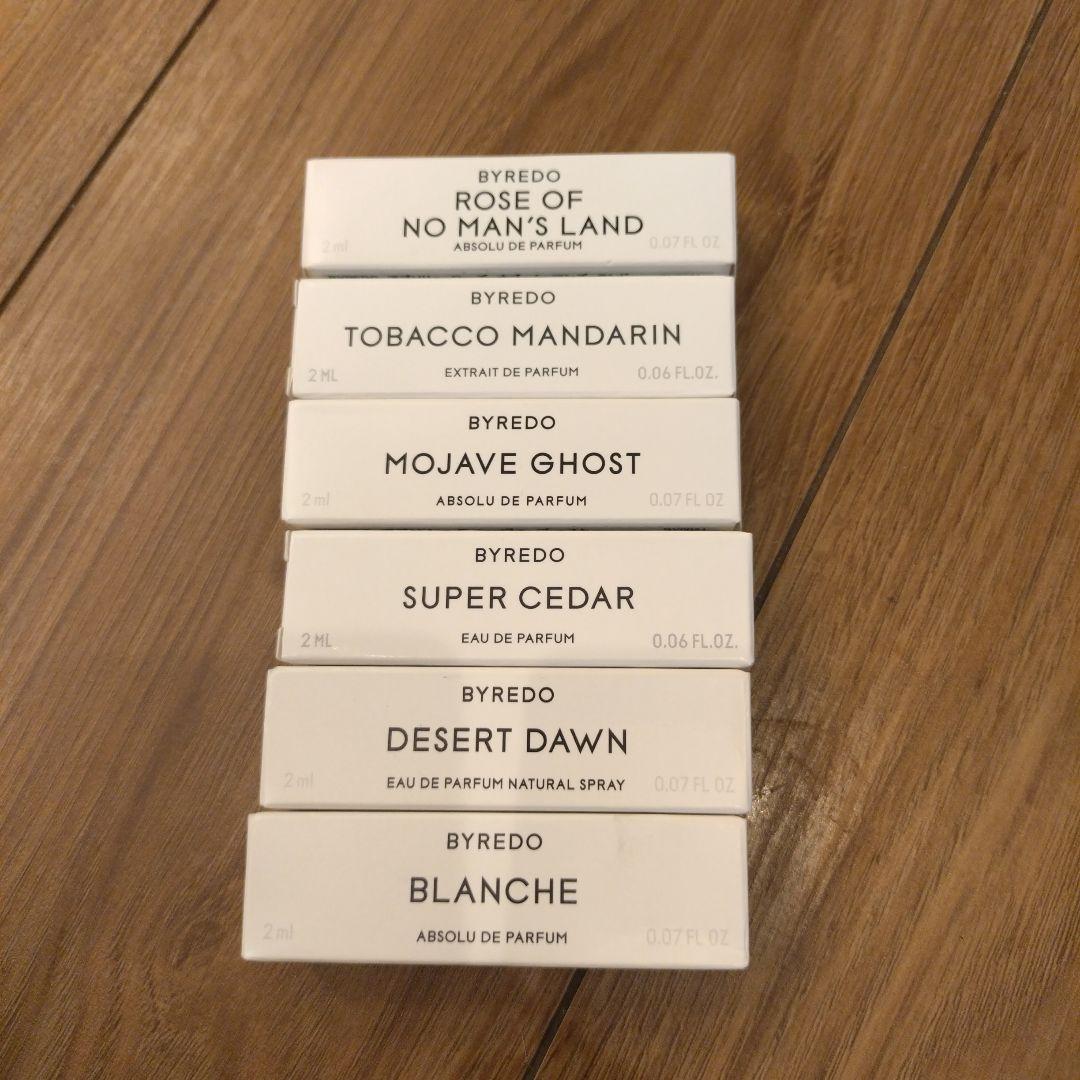 BYREDO
ROSE OF
NO MAN'S LAND
ABSOLU DE PARFUM
2 ml
0.07 FL OZ
BYREDO
TOBACCO MANDARIN
2 ML
EXTRAIT DE PARFUM
0.06 FL.OZ.
BYREDO
MOJAVE GHOST
2 ml
ABSOLU DE PARFUM
0.07 FL OZ
BYREDO
SUPER CEDAR
2 ML
EAU DE PARFUM
0.06 FL.OZ.
BYREDO
DESERT DAWN
2 ml
EAU DE PARFUM NATURAL SPRAY
0.07 FL OZ
BYREDO
BLANCHE
2 ml
ABSOLU DE PARFUM
0.07 FL OZ